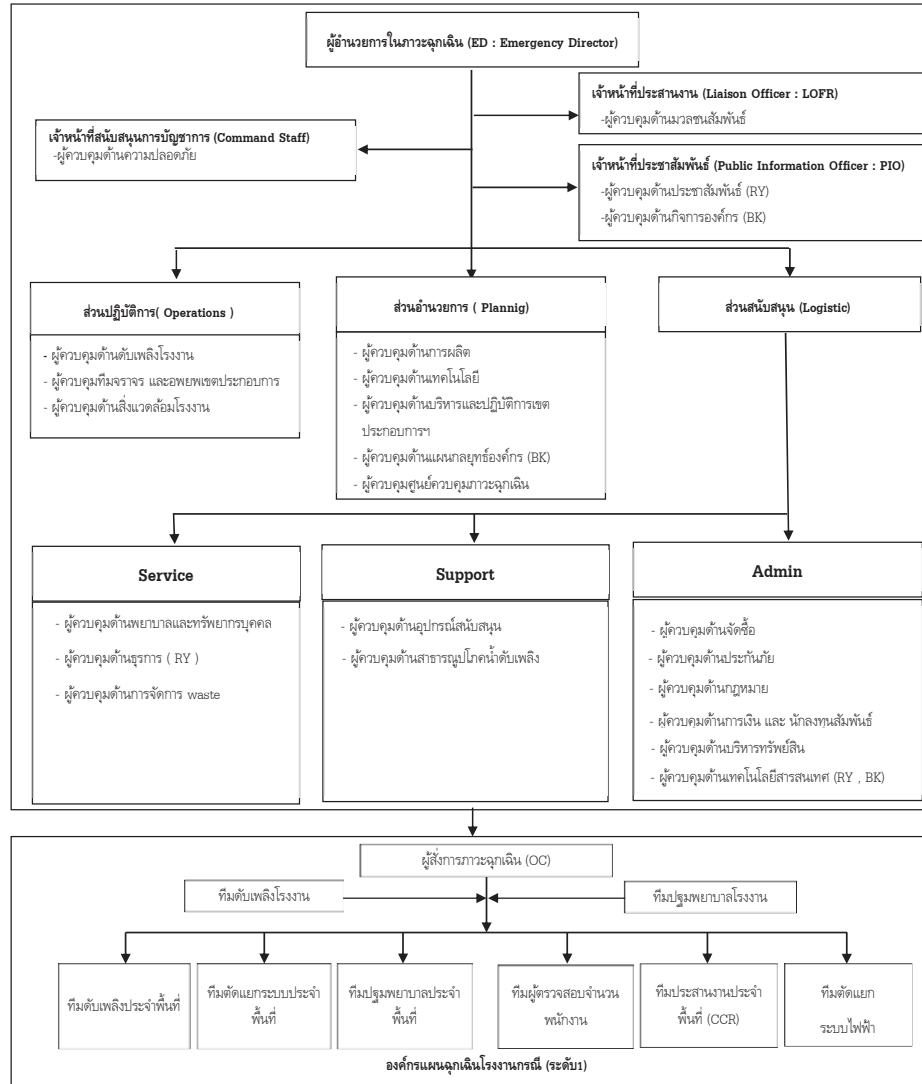 ผู้อำนวยการในภาวะฉุกเฉิน (ED : Emergency Director)
เจ้าหน้าที่ประสานงาน (Liaison Officer : LOFR)
-ผู้ควบคุมด้านมวลชนสัมพันธ์
เจ้าหน้าที่สนับสนุนการบัญชาการ (Command Staff)
-ผู้ควบคุมด้านความปลอดภัย
เจ้าหน้าที่ประชาสัมพันธ์ (Public Information Officer : PIO)
-ผู้ควบคุมด้านประชาสัมพันธ์ (RY)
-ผู้ควบคุมด้านกิจการองค์กร (BK)
ส่วนปฏิบัติการ( Operations )
- ผู้ควบคุมด้านดับเพลิงโรงงาน
- ผู้ควบคุมทีมจราจร และอพยพเขตประกอบการ
- ผู้ควบคุมด้านสิ่งแวดล้อมโรงงาน
ส่วนอำนวยการ ( Plannig)
- ผู้ควบคุมด้านการผลิต
- ผู้ควบคุมด้านเทคโนโลยี
- ผู้ควบคุมด้านบริหารและปฏิบัติการเขต
ประกอบการฯ
- ผู้ควบคุมด้านแผนกลยุทธ์องค์กร (BK)
- ผู้ควบคุมศูนย์ควบคุมภาวะฉุกเฉิน
ส่วนสนับสนุน (Logistic)
Service
- ผู้ควบคุมด้านพยาบาลและทรัพยากรบุคคล
- ผู้ควบคุมด้านธุรการ ( RY )
- ผู้ควบคุมด้านการจัดการ waste
Support
- ผู้ควบคุมด้านอุปกรณ์สนับสนุน
- ผู้ควบคุมด้านสาธารณูปโภคน้ำดับเพลิง
Admin
- ผู้ควบคุมด้านจัดซื้อ
- ผู้ควบคุมด้านประกันภัย
- ผู้ควบคุมด้านกฎหมาย
- ผู้ควบคุมด้านการเงิน และ นักลงทุนสัมพันธ์
- ผู้ควบคุมด้านบริหารทรัพย์สิน
- ผู้ควบคุมด้านเทคโนโลยีสารสนเทศ (RY , BK)
ผู้สั่งการภาวะฉุกเฉิน (OC)
ทีมดับเพลิงโรงงาน
ทีมปฐมพยาบาลโรงงาน
ทีมดับเพลิงประจำพื้นที่
ทีมตัดแยกระบบประจำ
พื้นที่
ทีมปฐมพยาบาลประจำ
พื้นที่
ทีมผู้ตรวจสอบจำนวน
พนักงาน
ทีมประสานงานประจำ
พื้นที่ (CCR)
ทีมตัดแยก
ระบบไฟฟ้า
องค์กรแผนฉุกเฉินโรงงานกรณี (ระดับ1)